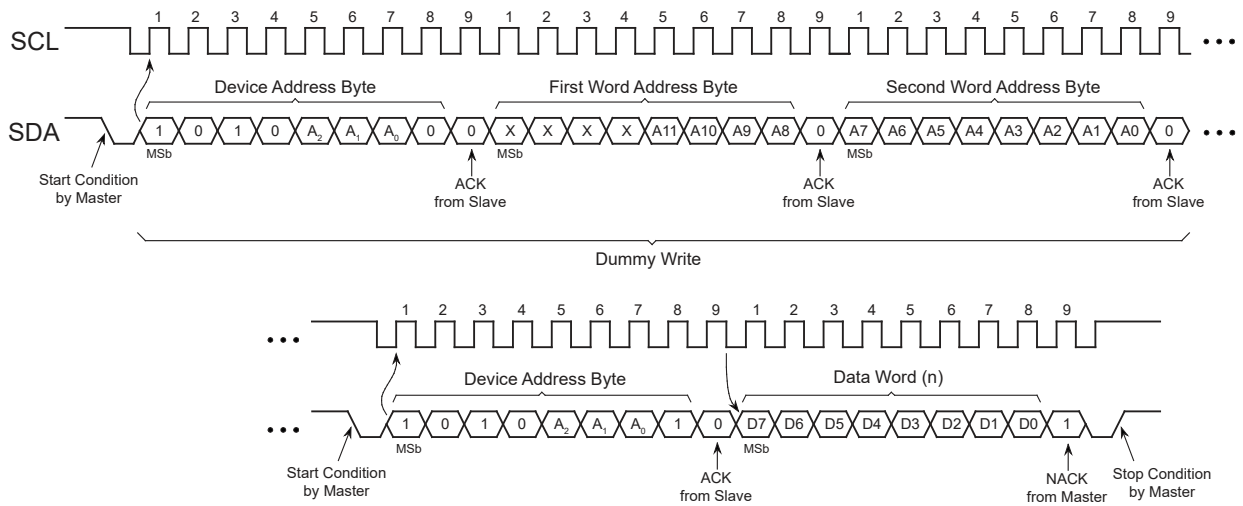 1 2 3 4 5 6 7 8 9 1 2 3 4 5 6 7 8 9 1 2 3 4 5 6 7 8 9
SCL
Device Address Byte First Word Address Byte Second Word Address Byte
SDA 1 0 1 0 A2 A1 A0 0 0 X X X X A11 A10 A9 A8 0 A7 A6 A5 A4 A3 A2 A1 A0 0
MSb MSb MSb
Start Condition ACK ACK ACK
by Master from Slave from Slave from Slave
Dummy Write
1 2 3 4 5 6 7 8 9 1 2 3 4 5 6 7 8 9
Device Address Byte Data Word (n)
1 0 1 0 A2 A1 A0 1 0 D7 D6 D5 D4 D3 D2 D1 D0 1
MSb MSb
Start Condition ACK NACK Stop Condition
by Master from Slave from Master by Master